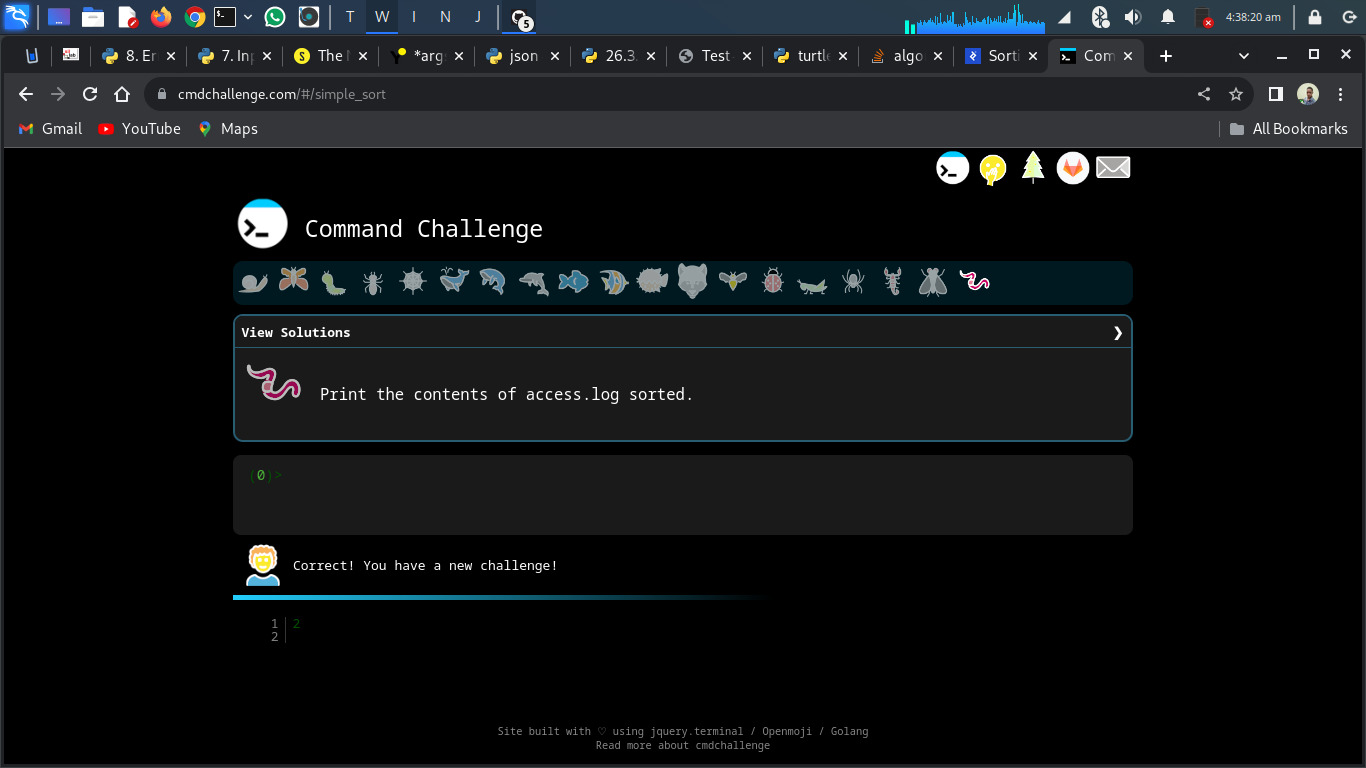 T W I N J 5 4:38:20 am
8. Er 7. Inp The N *args json 26.3. Test- turtle algo Sorti Com
cmdchallenge.com/#/simple_sort
Gmail YouTube Maps All Bookmarks
Command Challenge
View Solutions ❯
Print the contents of access.log sorted.
(0)>
Correct! You have a new challenge!
1 2
2
Site built with ♡ using jquery.terminal / Openmoji / Golang
Read more about cmdchallenge